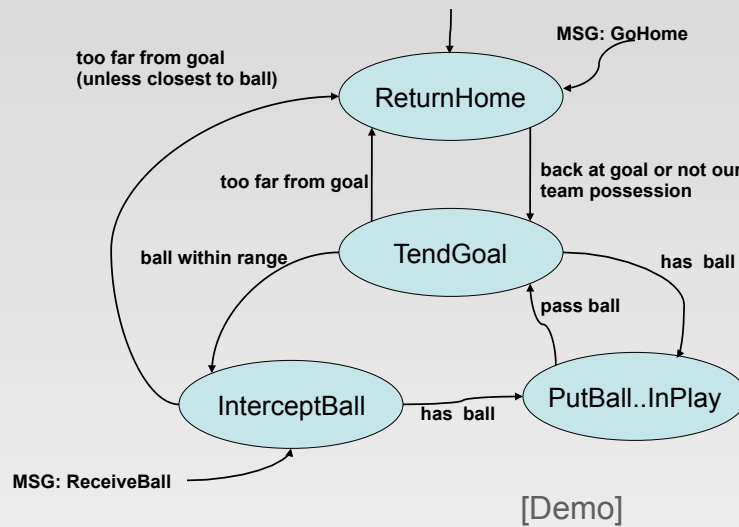 MSG: GoHome
too far from goal
(unless closest to ball)
ReturnHome
too far from goal
back at goal or not our
team possession
ball within range
TendGoal
has ball
pass ball
InterceptBall
has ball
PutBall..InPlay
MSG: ReceiveBall
[Demo]